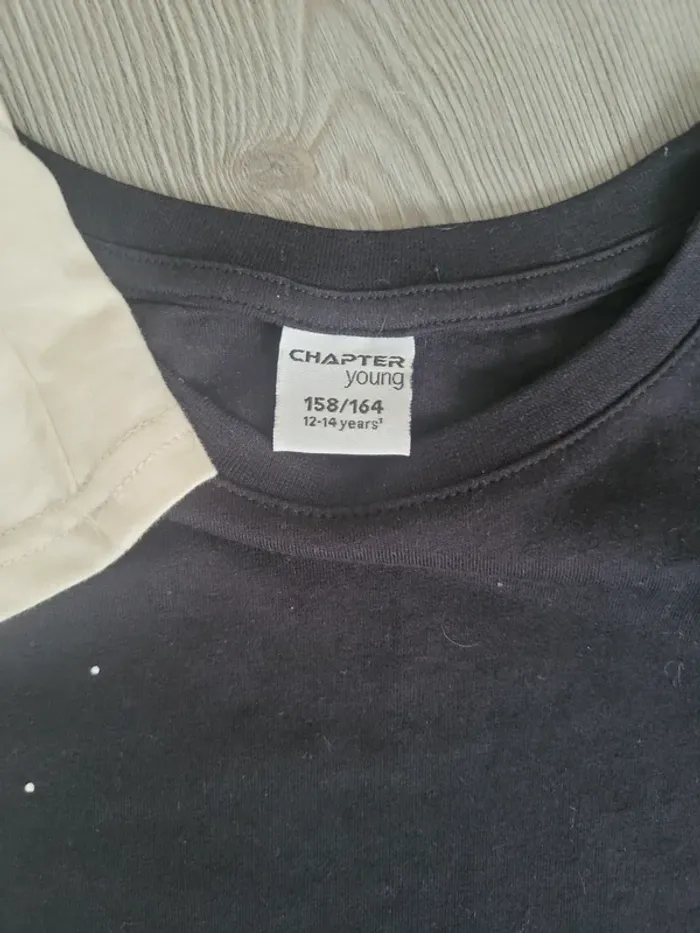 CHAPTER
young
158/164
12-14 years¹